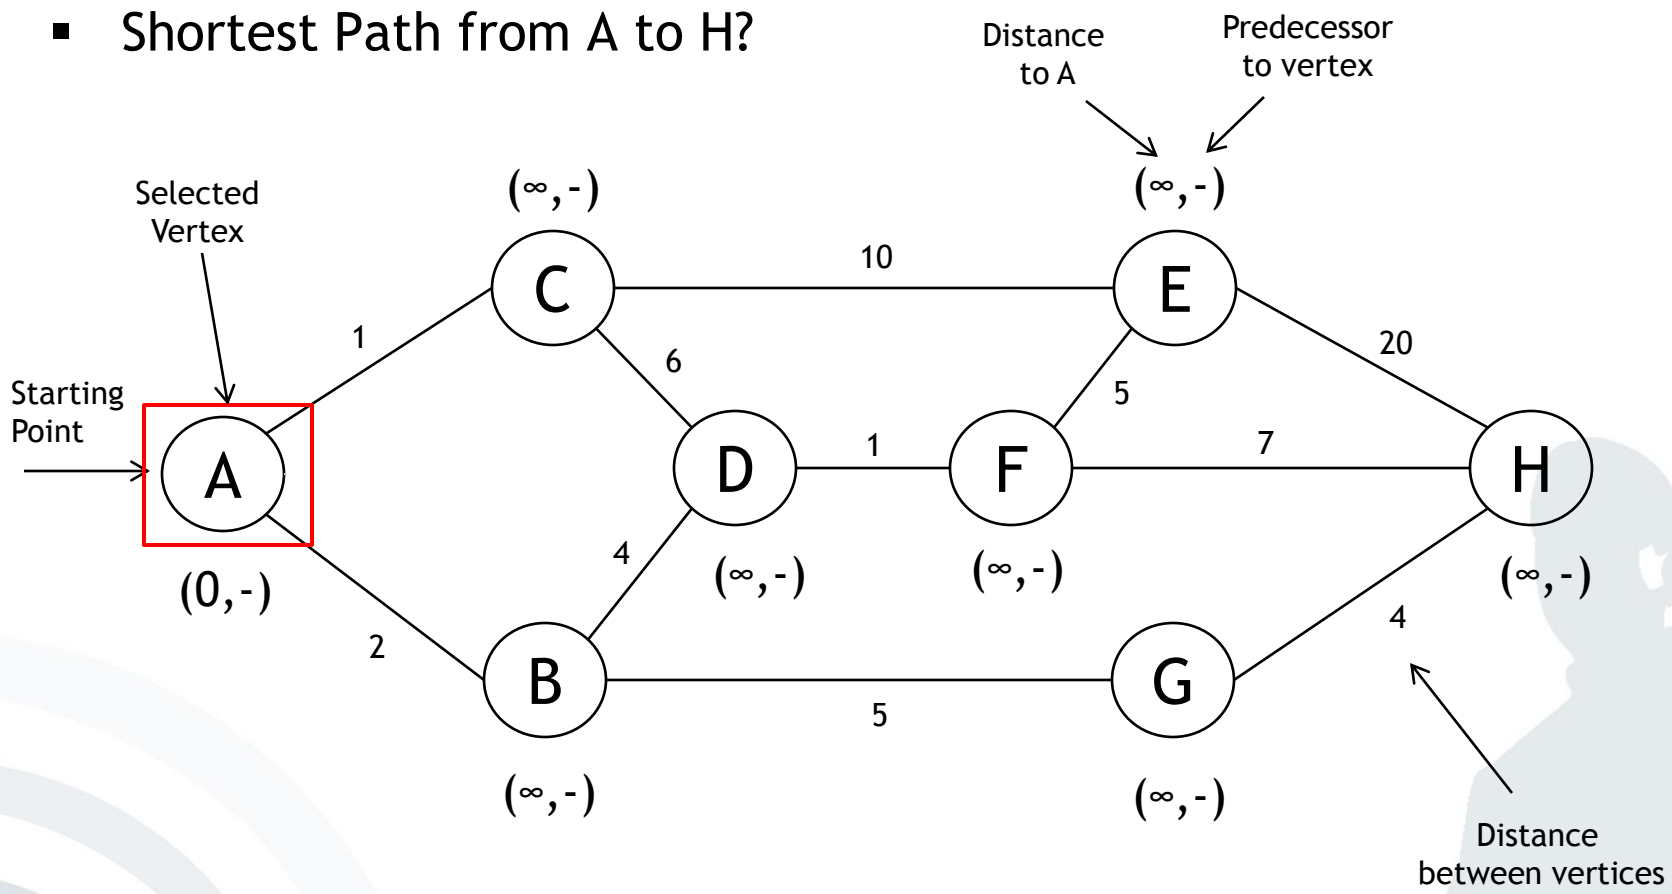 ▪ Shortest Path from A to H?
Distance
to A
Predecessor
to vertex
Selected
Vertex
(∞,-)
(∞,-)
C
10
E
1
6
20
Starting
Point
5
A
D
1
F
7
H
(0,-)
4
(∞,-)
(∞,-)
(∞,-)
2
4
B
5
G
(∞,-)
(∞,-)
Distance
between vertices